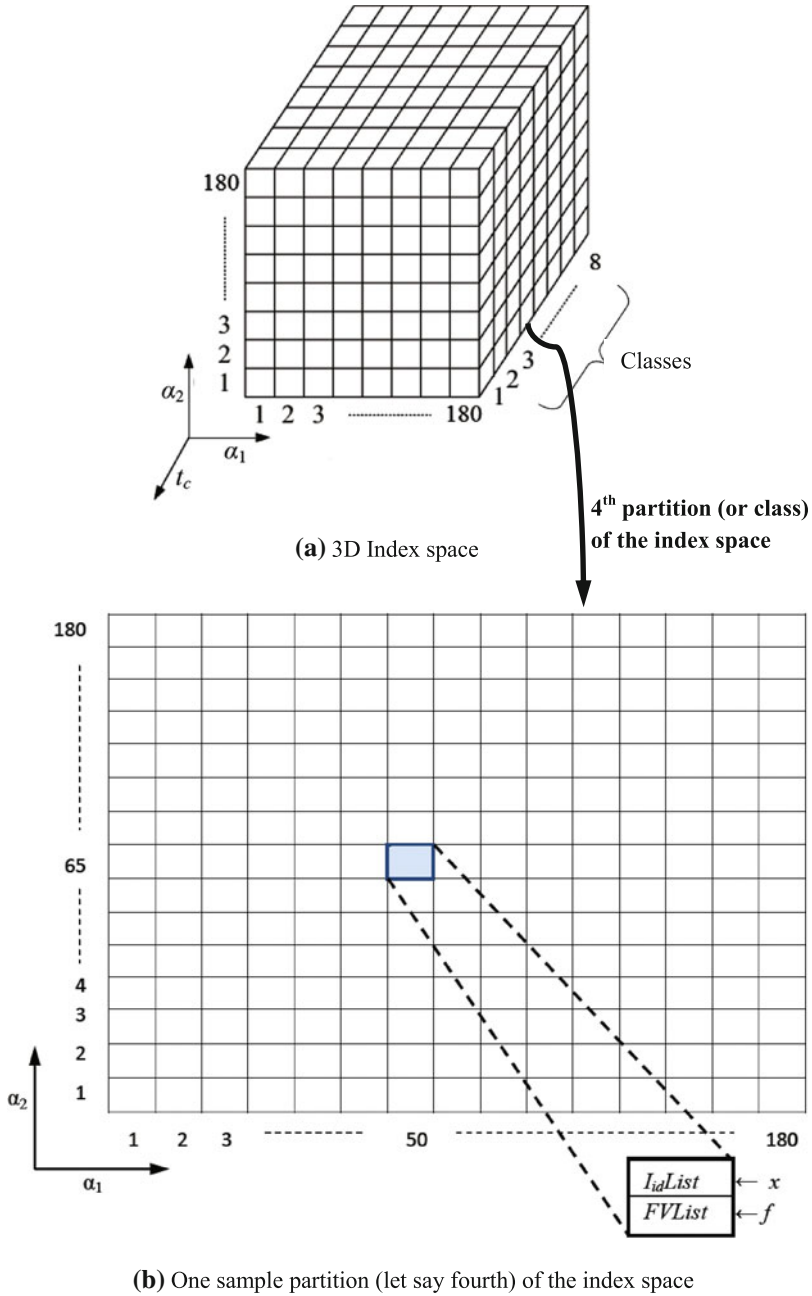 180
3
2
1
1 2 3 180
α2
α1
tc
8
3
2
1
Classes
4th partition (or class)
of the index space
(a) 3D Index space
180
65
4
3
2
1
α2
α1
1 2 3 50 180
IidList ← x
FVList ← f
(b) One sample partition (let say fourth) of the index space